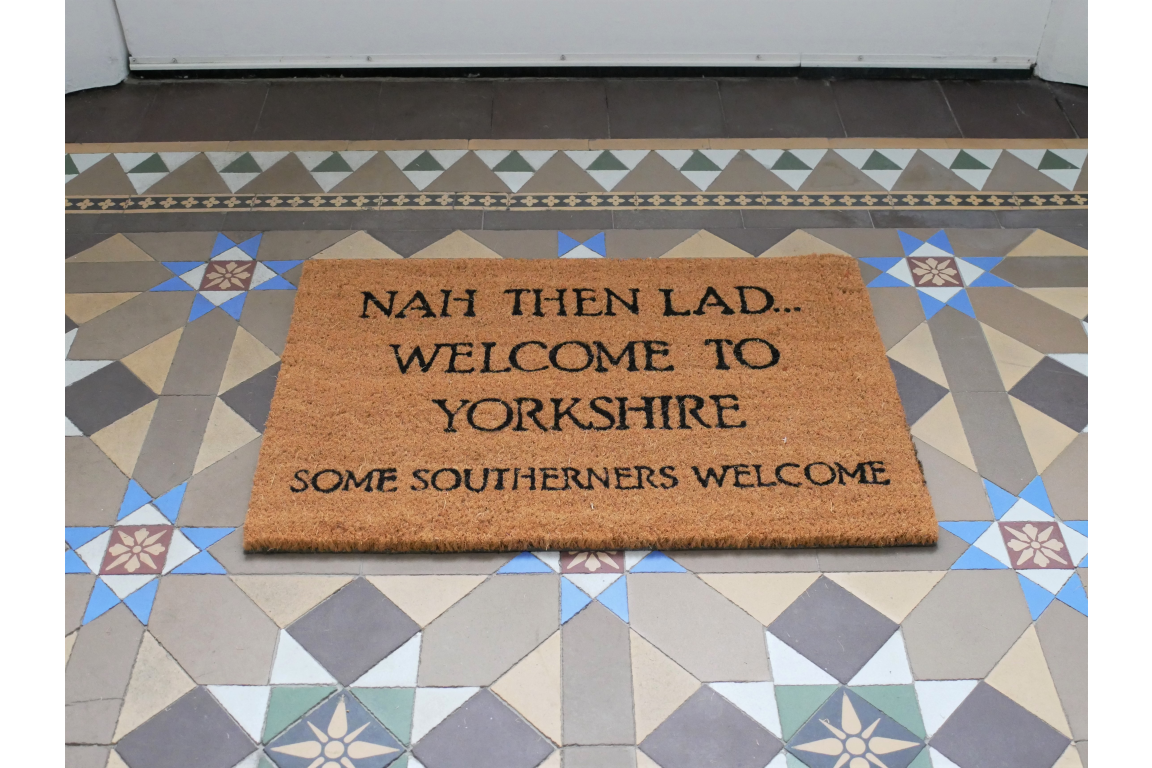 NAH THEN LAD...
WELCOME TO
YORKSHIRE
SOME SOUTHERNERS WELCOME